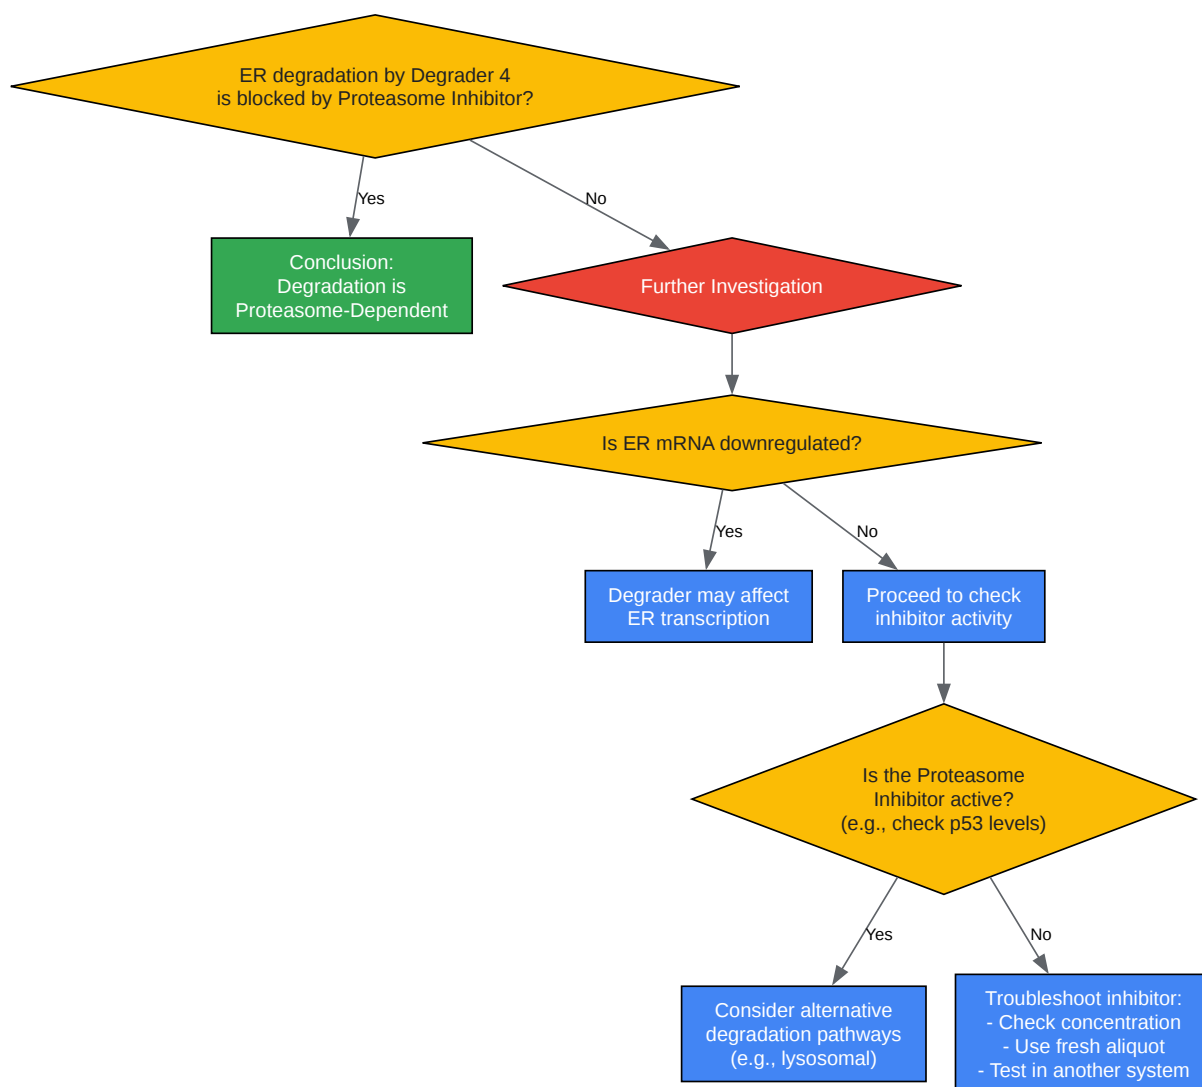 ER degradation by Degrader 4
is blocked by Proteasome Inhibitor?
Yes
No
Conclusion:
Degradation is
Proteasome-Dependent
Further Investigation
Is ER mRNA downregulated?
Yes
No
Degrader may affect
ER transcription
Proceed to check
inhibitor activity
Is the Proteasome
Inhibitor active?
(e.g., check p53 levels)
Yes
No
Consider alternative
degradation pathways
(e.g., lysosomal)
Troubleshoot inhibitor:
- Check concentration
- Use fresh aliquot
- Test in another system